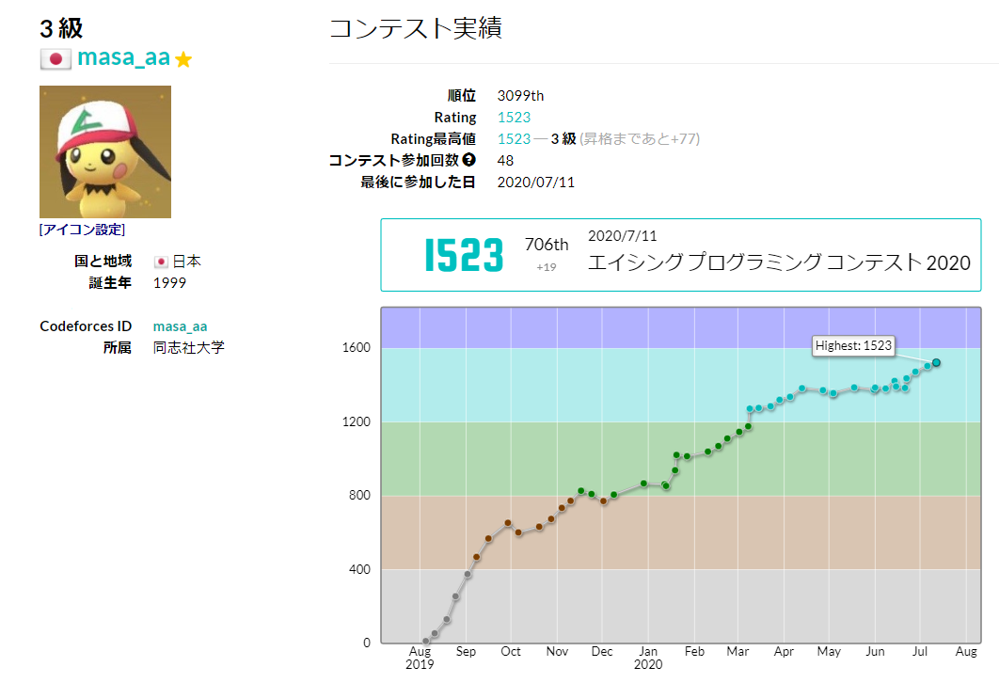 3 級
masa_aa
[アイコン設定]
国と地域 日本
誕生年 1999
Codeforces ID masa_aa
所属 同志社大学
コンテスト実績
順位 3099th
Rating 1523
Rating最高値 1523 ― 3 級 (昇格まであと+77)
コンテスト参加回数 ? 48
最後に参加した日 2020/07/11
1523 706th +19
2020/7/11
エイシング プログラミング コンテスト 2020
Highest: 1523
1600
1200
800
400
0
Aug Sep Oct Nov Dec Jan Feb Mar Apr May Jun Jul Aug
2019 2020